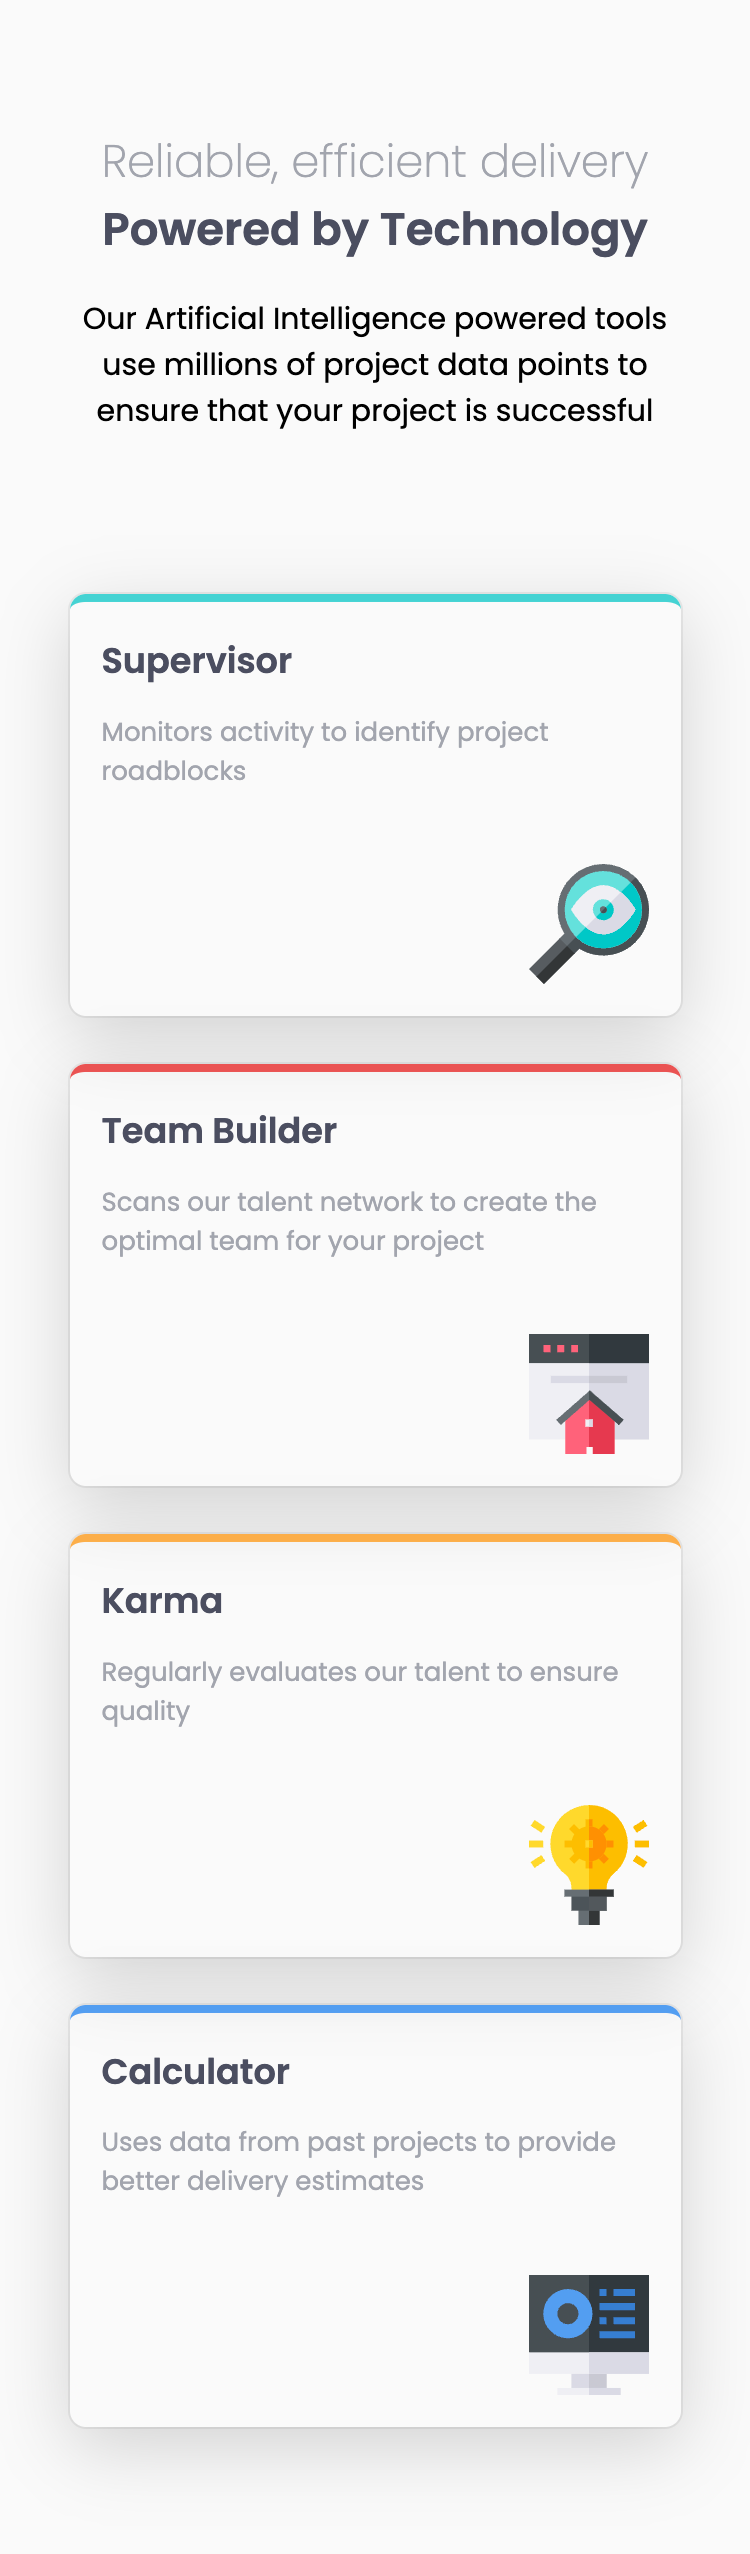 Reliable, efficient delivery
Powered by Technology
Our Artificial Intelligence powered tools
use millions of project data points to
ensure that your project is successful
Supervisor
Monitors activity to identify project
roadblocks
Team Builder
Scans our talent network to create the
optimal team for your project
Karma
Regularly evaluates our talent to ensure
quality
Calculator
Uses data from past projects to provide
better delivery estimates